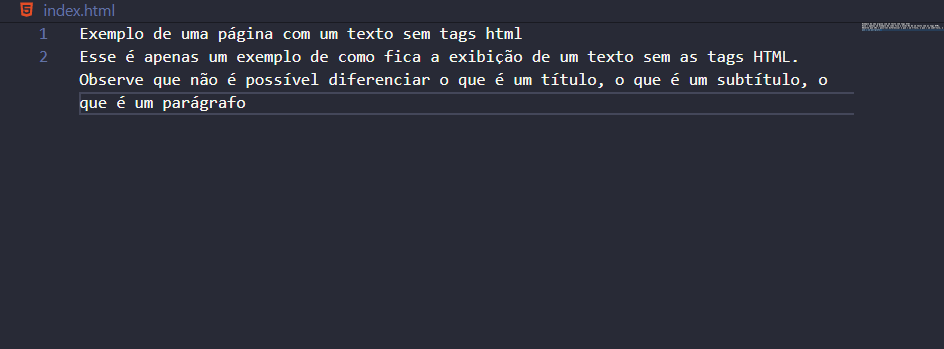 index.html
1 Exemplo de uma página com um texto sem tags html
2 Esse é apenas um exemplo de como fica a exibição de um texto sem as tags HTML.
Observe que não é possível diferenciar o que é um título, o que é um subtítulo, o
que é um parágrafo